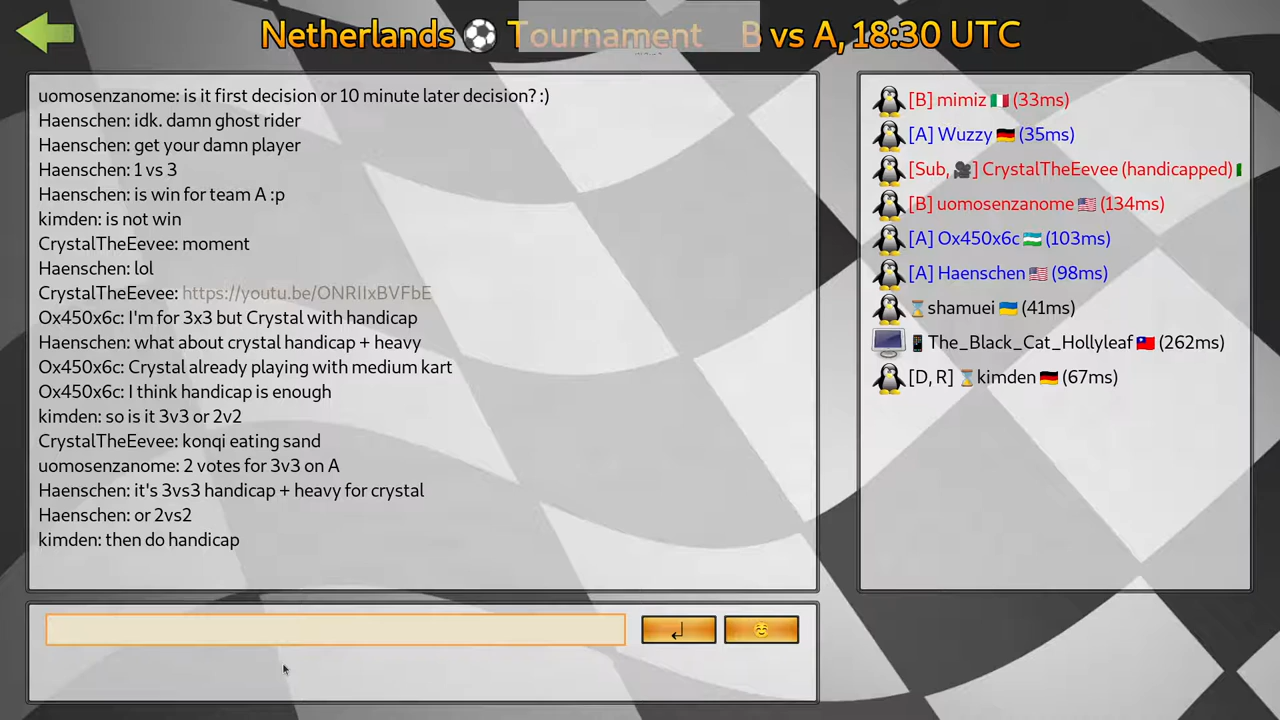 Netherlands ⚽ Tournament B vs A, 18:30 UTC
uomosenzanome: is it first decision or 10 minute later decision? :)
Haenschen: idk. damn ghost rider
Haenschen: get your damn player
Haenschen: 1 vs 3
Haenschen: is win for team A :p
kimden: is not win
CrystalTheEevee: moment
Haenschen: lol
CrystalTheEevee: https://youtu.be/ONRIIxBVFbE
Ox450x6c: I'm for 3x3 but Crystal with handicap
Haenschen: what about crystal handicap + heavy
Ox450x6c: Crystal already playing with medium kart
Ox450x6c: I think handicap is enough
kimden: so is it 3v3 or 2v2
CrystalTheEevee: konqi eating sand
uomosenzanome: 2 votes for 3v3 on A
Haenschen: it's 3vs3 handicap + heavy for crystal
Haenschen: or 2vs2
kimden: then do handicap
[B] mimiz 🇮🇹 (33ms)
[A] Wuzzy 🇩🇪 (35ms)
[Sub, 🎥] CrystalTheEevee (handicapped)
[B] uomosenzanome 🇺🇸 (134ms)
[A] Ox450x6c 🇺🇿 (103ms)
[A] Haenschen 🇺🇸 (98ms)
⌛shamuei 🇺🇦 (41ms)
📱The_Black_Cat_Hollyleaf 🇹🇼 (262ms)
[D, R] ⌛kimden 🇩🇪 (67ms)